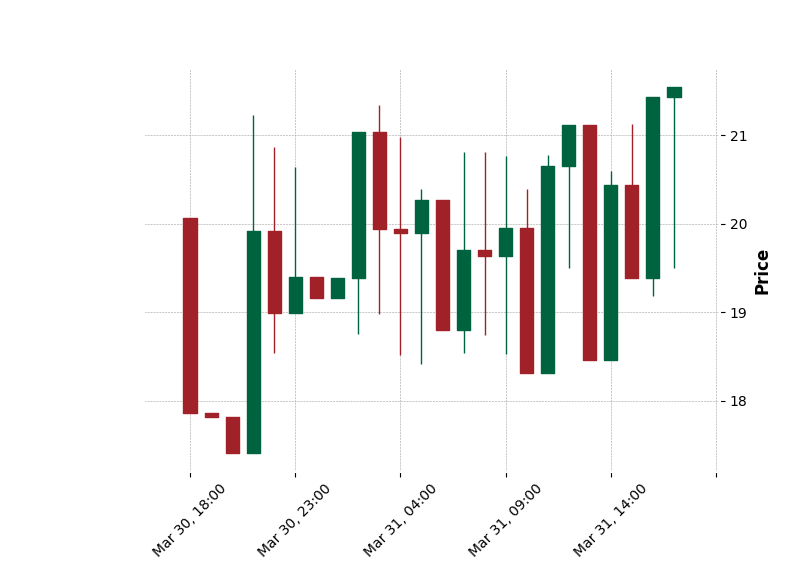 21
20
19
18
Price
Mar 30, 18:00
Mar 30, 23:00
Mar 31, 04:00
Mar 31, 09:00
Mar 31, 14:00